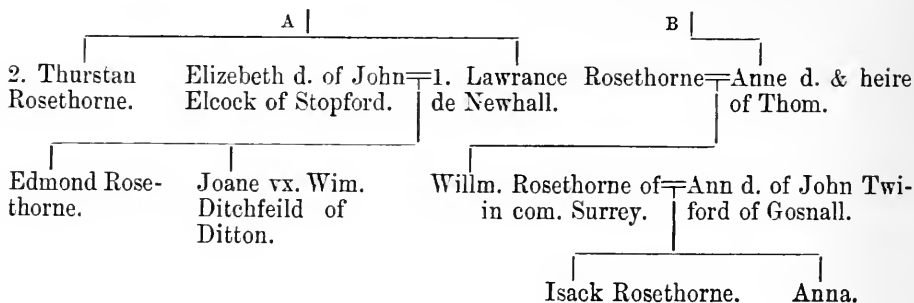 A B
2. Thurstan Elizebeth d. of John 1. Lawrance Rosethorne Anne d. & heire
Rosethorne. Elcock of Stopford. de Newhall. of Thom.
Edmond Rose- Joane vx. Wim. Willm. Rosethorne of Ann d. of John Twi-
thorne. Ditchfeild of in com. Surrey. ford of Gosnall.
Ditton.
Isack Rosethorne. Anna.